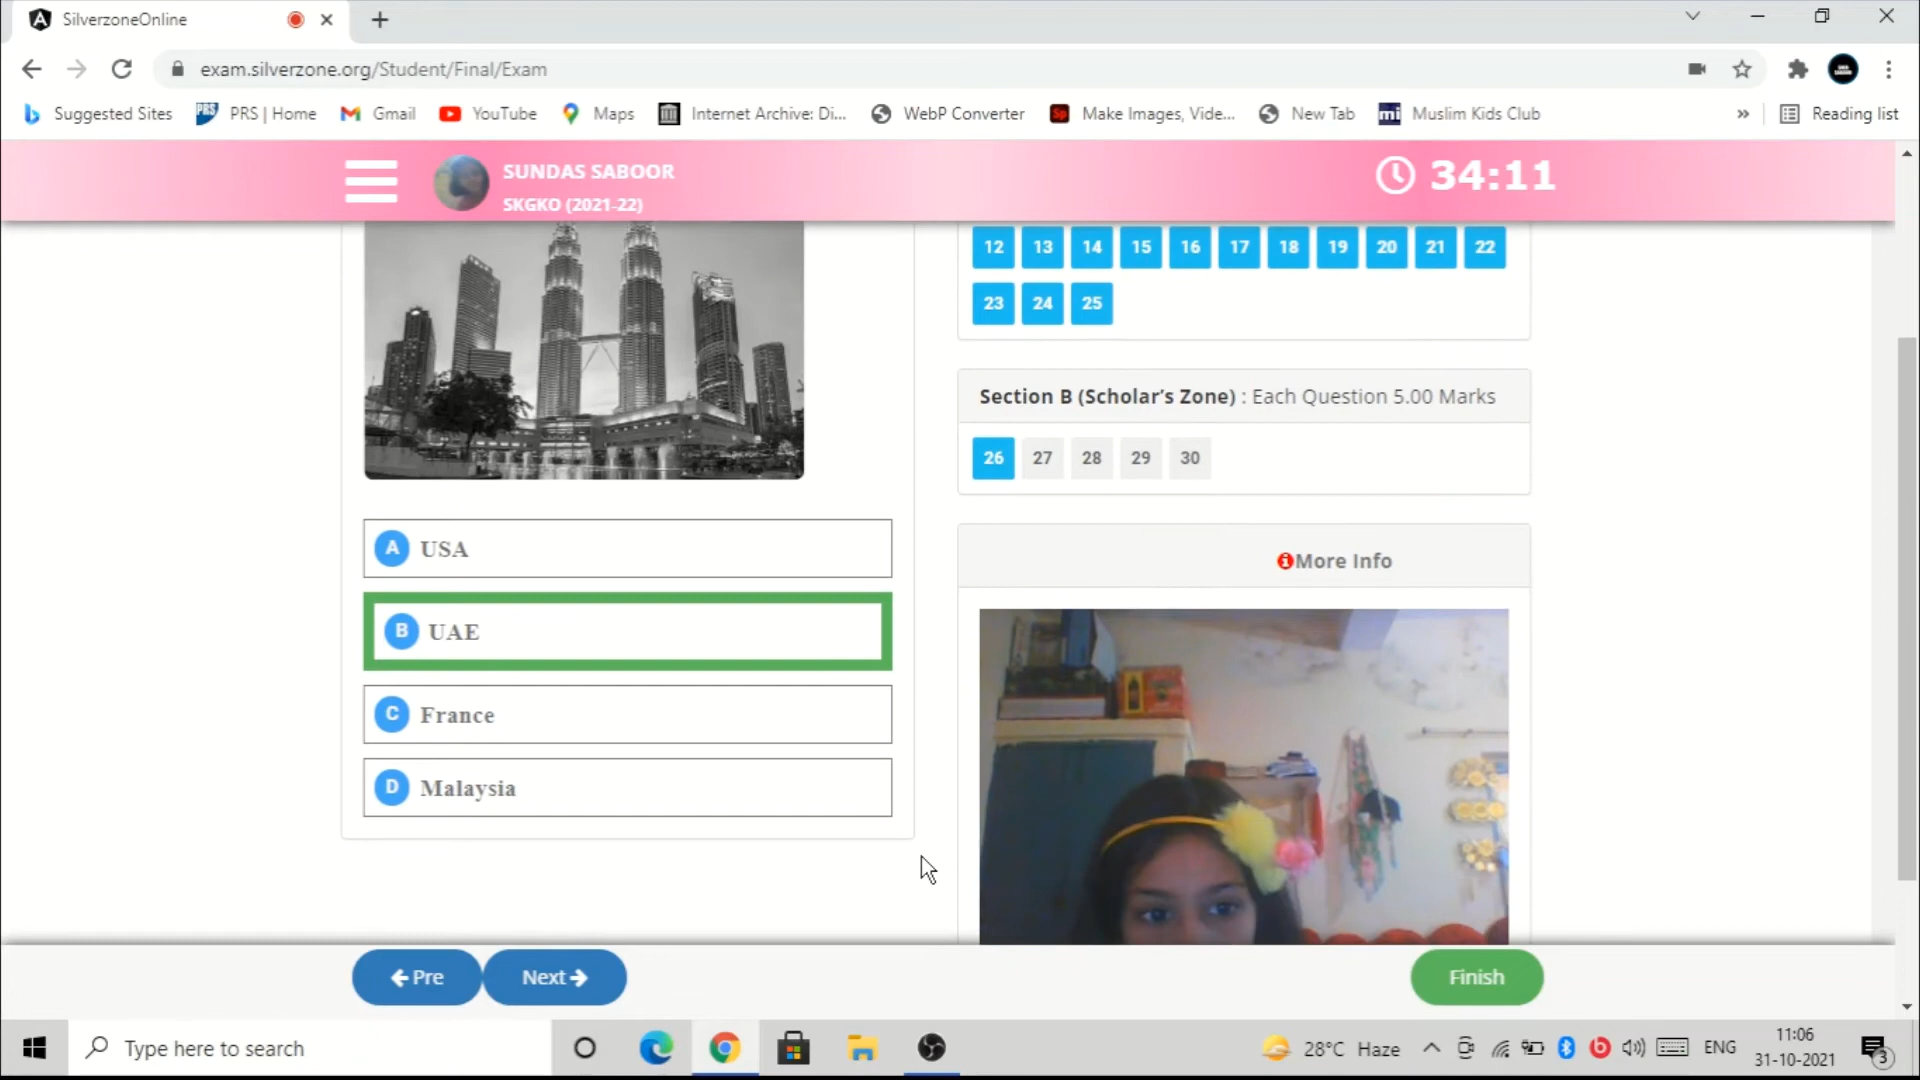 SilverzoneOnline
exam.silverzone.org/Student/Final/Exam
Suggested Sites
PRS | Home
Gmail
YouTube
Maps
Internet Archive: Di...
WebP Converter
Sp
Make Images, Vide...
New Tab
mi
Muslim Kids Club
»
Reading list
SUNDAS SABOOR
SKGKO (2021-22)
34:11
12 13 14 15 16 17 18 19 20 21 22
23 24 25
Section B (Scholar's Zone) : Each Question 5.00 Marks
26 27 28 29 30
More Info
A USA
B UAE
C France
D Malaysia
Pre
Next
Finish
Type here to search
28°C Haze
ENG
11:06
31-10-2021
3